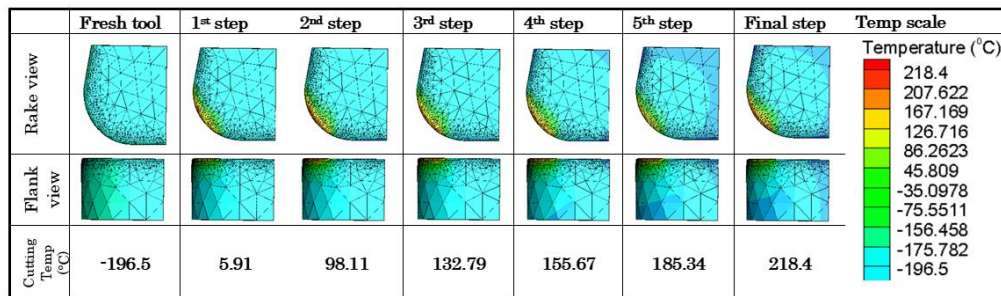 Fresh tool 1st step 2nd step 3rd step 4th step 5th step Final step Temp scale
Rake view
Temperature (°C)
218.4
207.622
167.169
126.716
86.2623
45.809
-35.0978
-75.5511
-156.458
-175.782
-196.5
Flank
view
Cutting
Temp
(°C)
-196.5 5.91 98.11 132.79 155.67 185.34 218.4